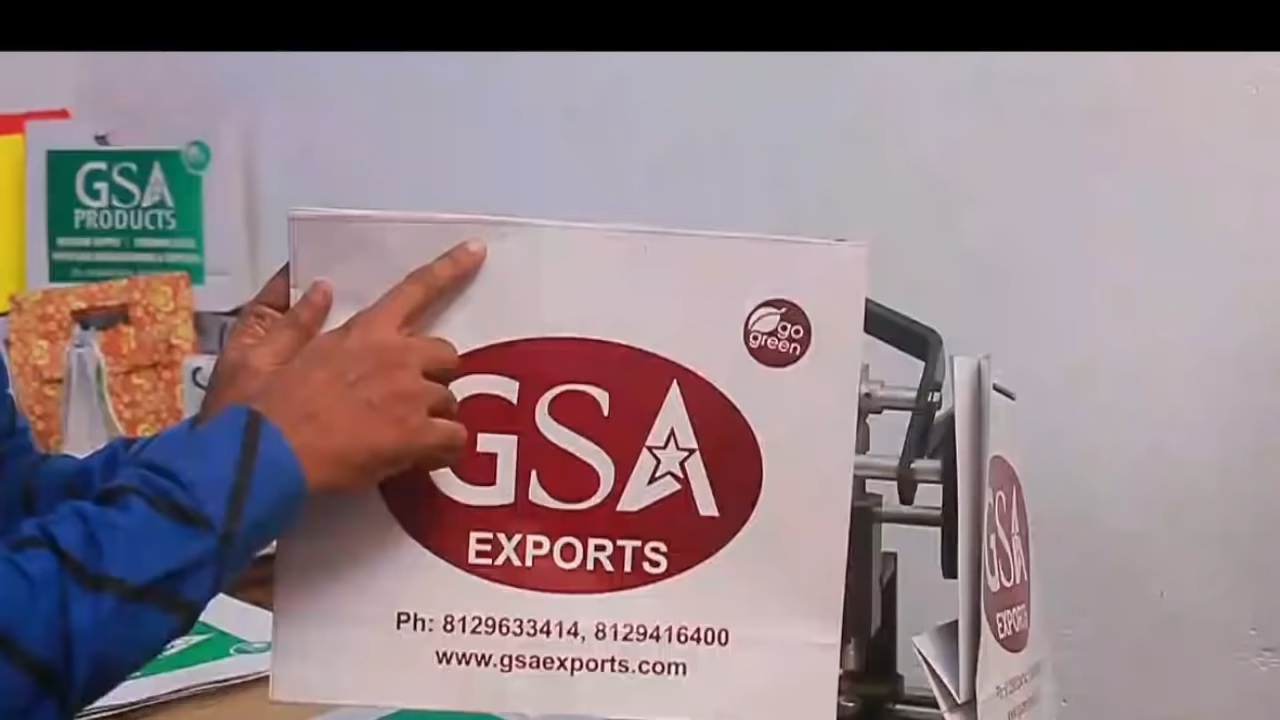 GSA
PRODUCTS
go
green
GSA
EXPORTS
Ph: 8129633414, 8129416400
www.gsaexports.com
GSA
EXPORTS